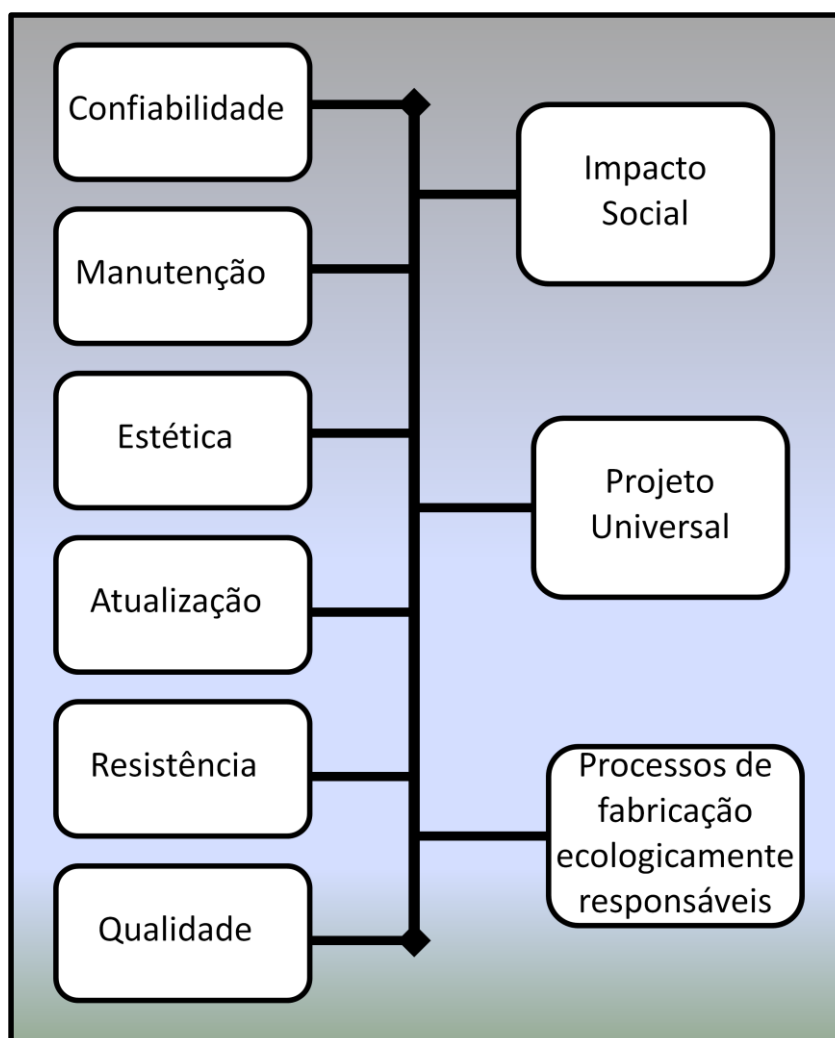 Confiabilidade
Manutenção
Estética
Atualização
Resistência
Qualidade
Impacto
Social
Projeto
Universal
Processos de
fabricação
ecologicamente
responsáveis